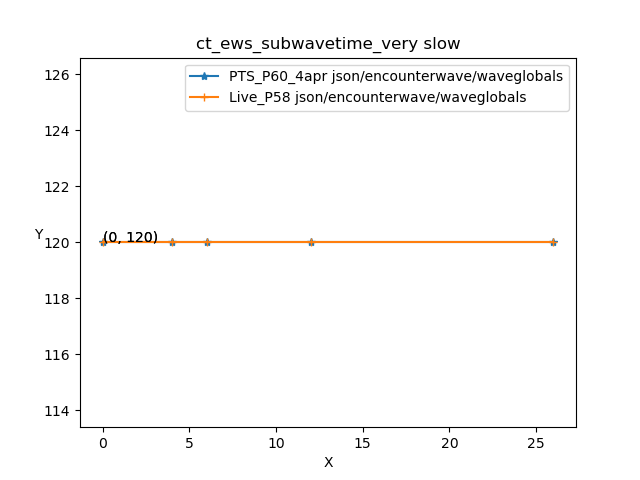 ct_ews_subwavetime_very slow
PTS_P60_4apr json/encounterwave/waveglobals
Live_P58 json/encounterwave/waveglobals
126
124
122
Y
120
(0, 120)
118
116
114
0 5 10 15 20 25
X